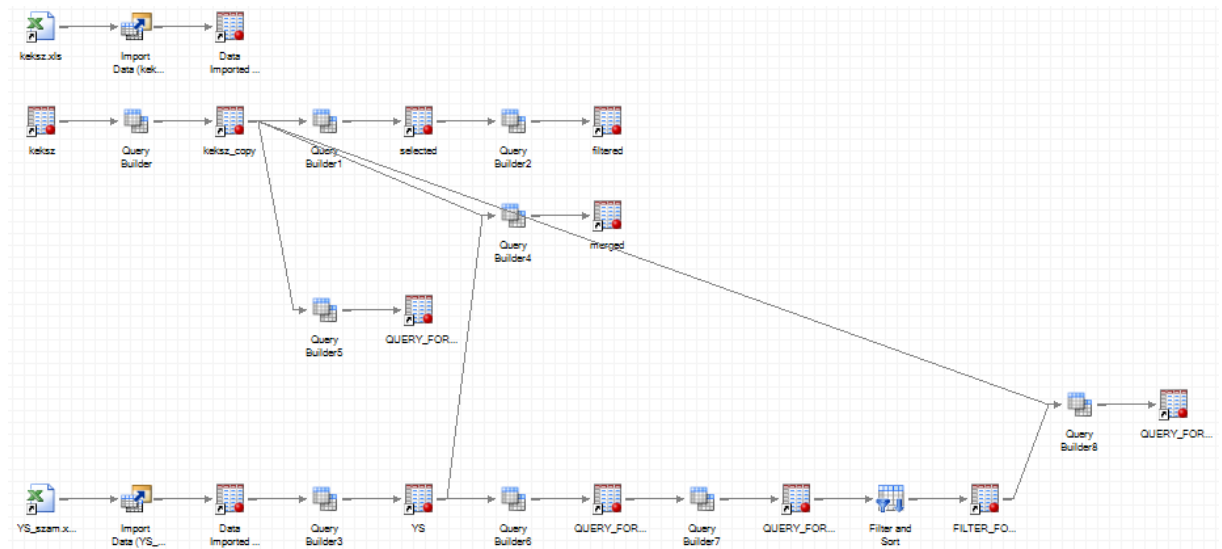 keksz.xls
Import
Data (kek...
Data
Imported ...
keksz
Query
Builder
keksz_copy
Query
Builder1
selected
Query
Builder2
filtered
Query
Builder4
merged
Query
Builder5
QUERY_FOR...
Query
Builder8
QUERY_FOR...
YS_szam.x...
Import
Data (YS_...
Data
Imported ...
Query
Builder3
YS
Query
Builder6
QUERY_FOR...
Query
Builder7
QUERY_FOR...
Filter and
Sort
FILTER_FO...